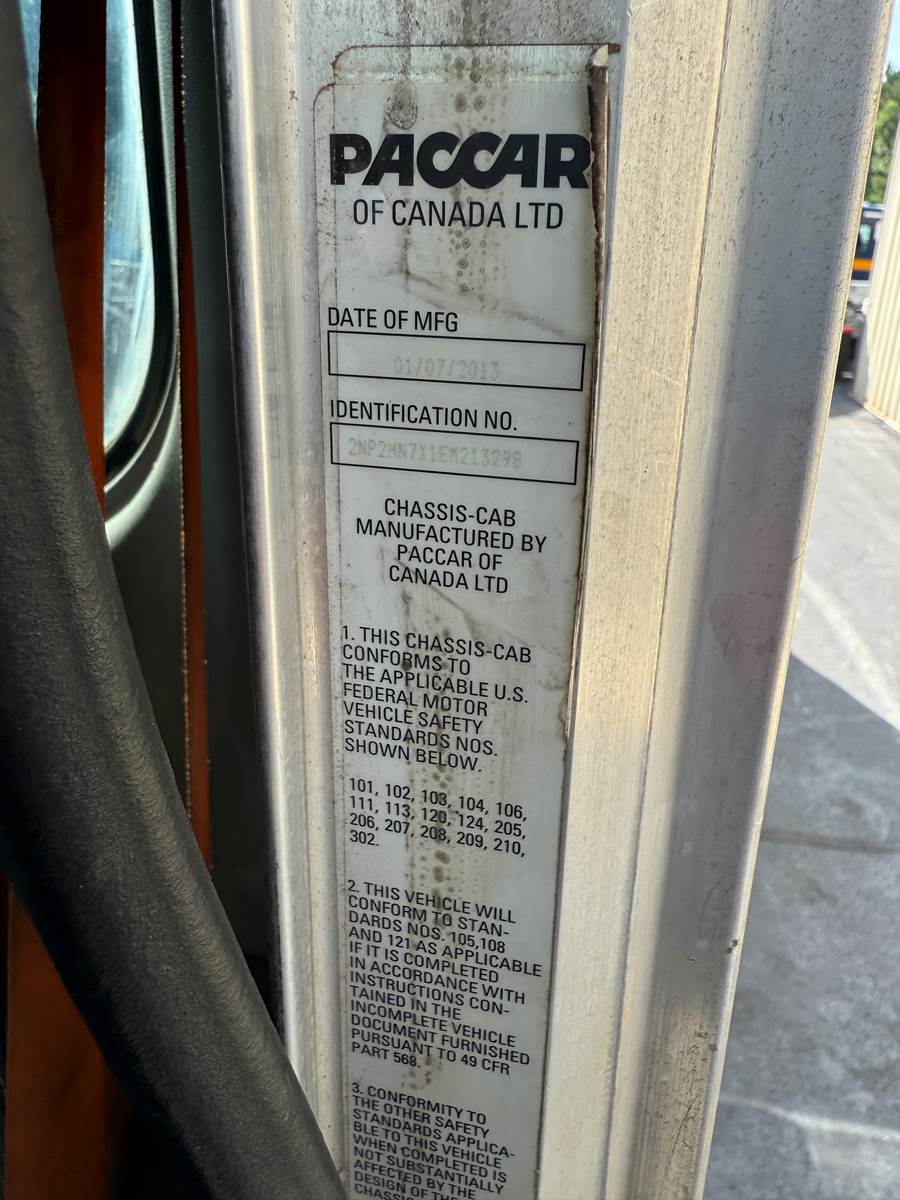 PACCAR
OF CANADA LTD
DATE OF MFG
01/07/2013
IDENTIFICATION NO.
2NP2HN7X1EM213298
CHASSIS-CAB
MANUFACTURED BY
PACCAR OF
CANADA LTD
1. THIS CHASSIS-CAB
CONFORMS TO
THE APPLICABLE U.S.
FEDERAL MOTOR
VEHICLE SAFETY
STANDARDS NOS.
SHOWN BELOW.
101, 102, 103, 104, 106,
111, 113, 120, 124, 205,
206, 207, 208, 209, 210,
302.
2. THIS VEHICLE WILL
CONFORM TO STAN-
DARDS NOS. 105,108
AND 121 AS APPLICABLE
IF IT IS COMPLETED
IN ACCORDANCE WITH
INSTRUCTIONS CON-
TAINED IN THE
INCOMPLETE VEHICLE
DOCUMENT FURNISHED
PURSUANT TO 49 CFR
PART 568.
3. CONFORMITY TO
THE OTHER SAFETY
STANDARDS APPLICA-
BLE TO THIS VEHICLE
WHEN COMPLETED IS
NOT SUBSTANTIALLY
AFFECTED BY THE
DESIGN OF THE